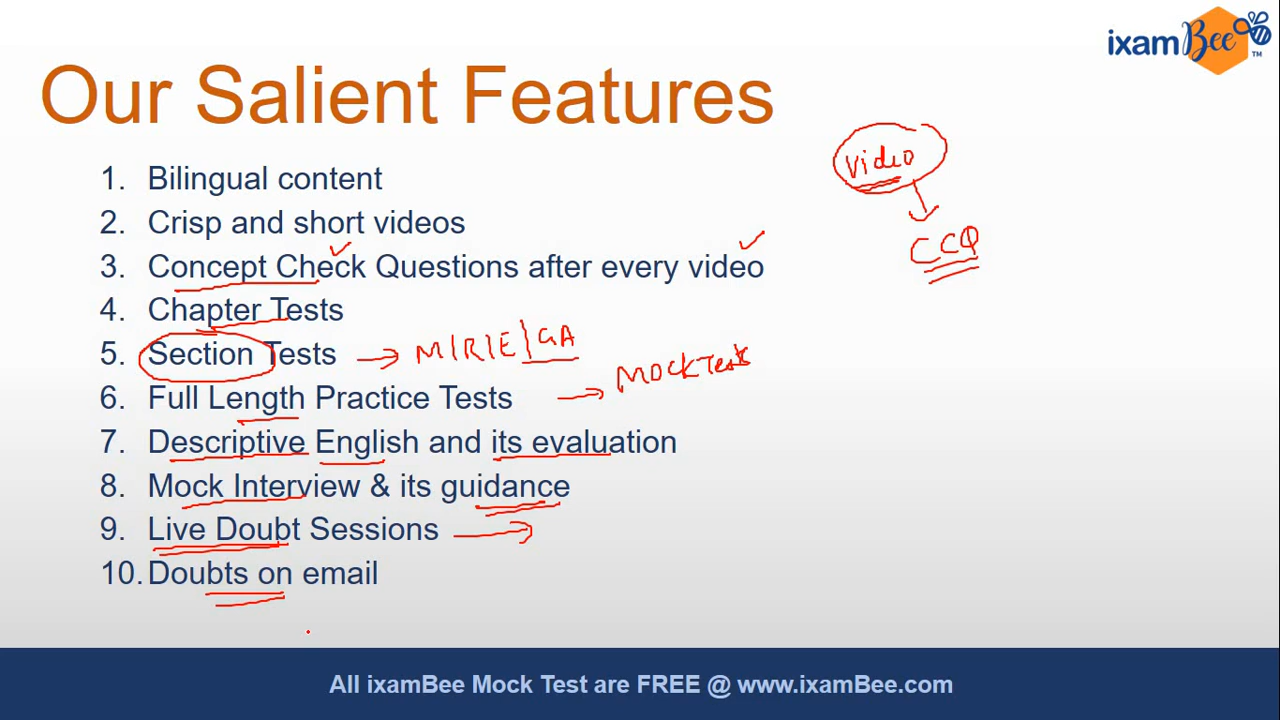 ixamBee
TM
Our Salient Features
video
1. Bilingual content
2. Crisp and short videos
CCQ
3. Concept Check Questions after every video
4. Chapter Tests
5. Section Tests → M|R|E|GA
6. Full Length Practice Tests → Mock Tests
7. Descriptive English and its evaluation
8. Mock Interview & its guidance
9. Live Doubt Sessions
10. Doubts on email
All ixamBee Mock Test are FREE @ www.ixamBee.com